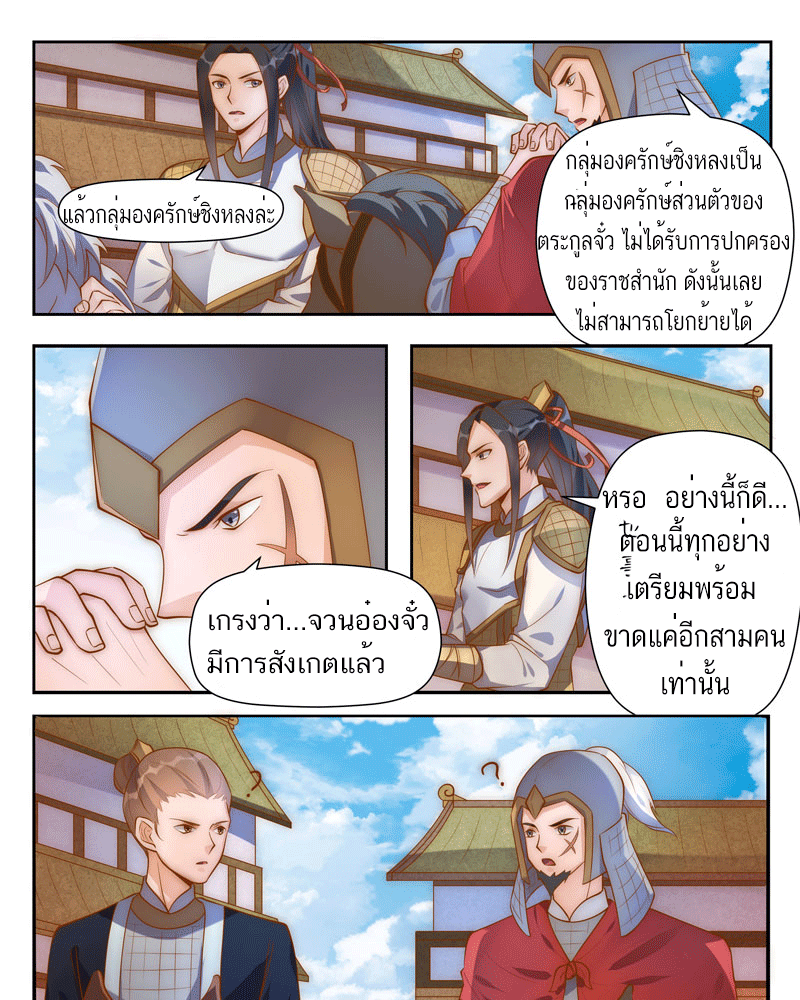 แล้วกลุ่มองครักษ์ชิงหลงล่ะ
กลุ่มองครักษ์ชิงหลงเป็น
กลุ่มองครักษ์ส่วนตัวของ
ตระกูลจั๋ว ไม่ได้รับการปกครอง
ของราชสำนัก ดังนั้นเลย
ไม่สามารถโยกย้ายได้
เกรงว่า...จวนอ๋องจั๋ว
มีการสังเกตแล้ว
หรอ อย่างนี้ก็ดี...
ตอนนี้ทุกอย่าง
เตรียมพร้อม
ขาดแค่อีกสามคน
เท่านั้น
?
?